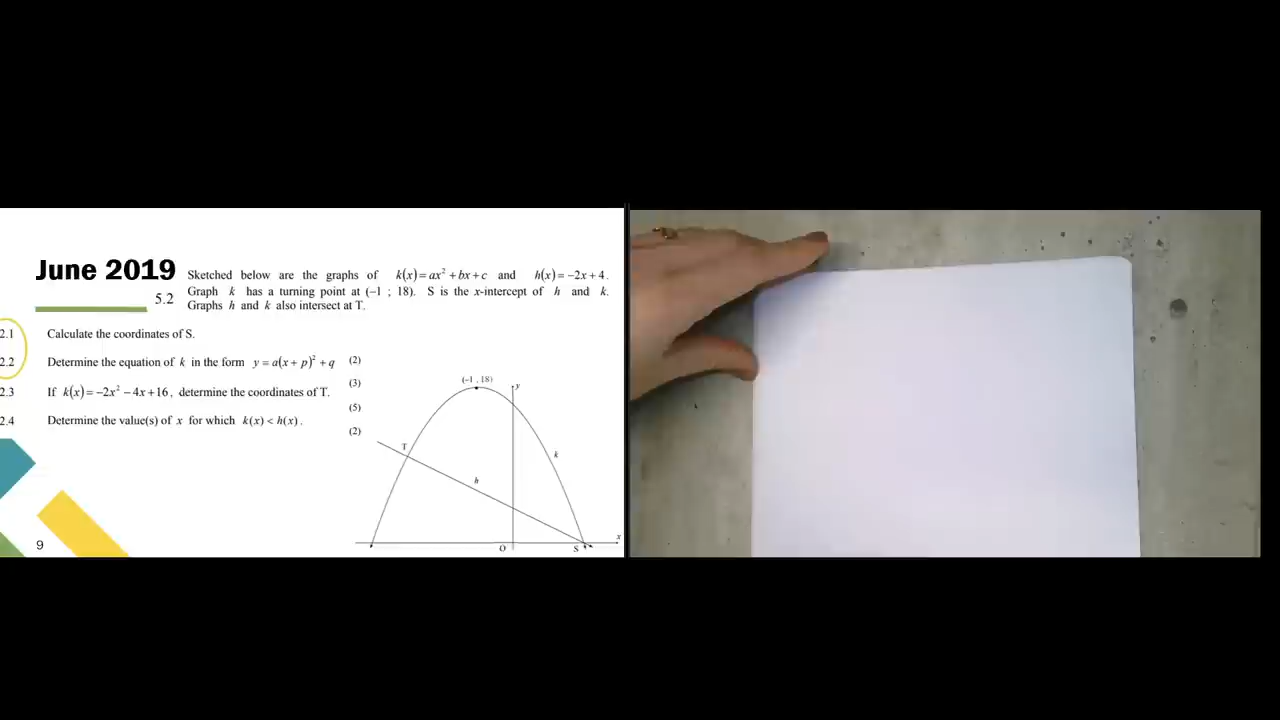 June 2019
5.2
Sketched below are the graphs of k(x)=ax²+bx+c and h(x)=−2x+4.
Graph k has a turning point at (−1 ; 18). S is the x-intercept of h and k.
Graphs h and k also intersect at T.
2.1 Calculate the coordinates of S.
2.2 Determine the equation of k in the form y=a(x+p)²+q (2)
2.3 If k(x)=−2x²−4x+16, determine the coordinates of T. (3)
(5)
2.4 Determine the value(s) of x for which k(x)<h(x).
(2)
(−1 , 18)
y
T
k
h
x
O
S
9